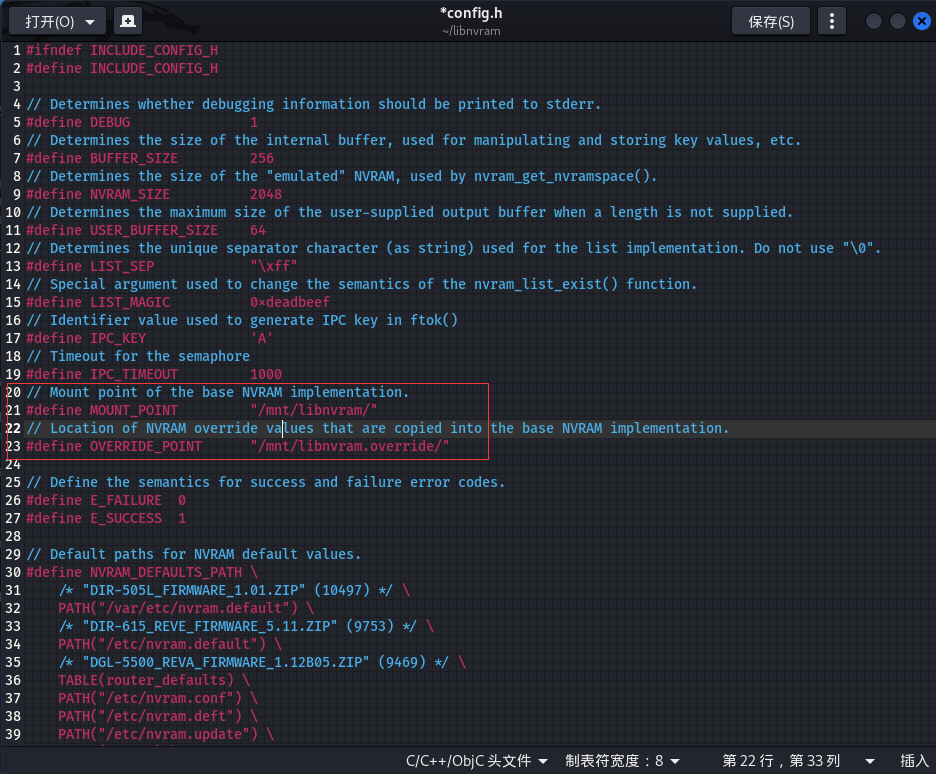 打开(O)
*config.h
~/libnvram
保存(S)
1 #ifndef INCLUDE_CONFIG_H
2 #define INCLUDE_CONFIG_H
3
4 // Determines whether debugging information should be printed to stderr.
5 #define DEBUG 1
6 // Determines the size of the internal buffer, used for manipulating and storing key values, etc.
7 #define BUFFER_SIZE 256
8 // Determines the size of the "emulated" NVRAM, used by nvram_get_nvramspace().
9 #define NVRAM_SIZE 2048
10 // Determines the maximum size of the user-supplied output buffer when a length is not supplied.
11 #define USER_BUFFER_SIZE 64
12 // Determines the unique separator character (as string) used for the list implementation. Do not use "\0".
13 #define LIST_SEP "\xff"
14 // Special argument used to change the semantics of the nvram_list_exist() function.
15 #define LIST_MAGIC 0xdeadbeef
16 // Identifier value used to generate IPC key in ftok()
17 #define IPC_KEY 'A'
18 // Timeout for the semaphore
19 #define IPC_TIMEOUT 1000
20 // Mount point of the base NVRAM implementation.
21 #define MOUNT_POINT "/mnt/libnvram/"
22 // Location of NVRAM override values that are copied into the base NVRAM implementation.
23 #define OVERRIDE_POINT "/mnt/libnvram.override/"
24
25 // Define the semantics for success and failure error codes.
26 #define E_FAILURE 0
27 #define E_SUCCESS 1
28
29 // Default paths for NVRAM default values.
30 #define NVRAM_DEFAULTS_PATH \
31 /* "DIR-505L_FIRMWARE_1.01.ZIP" (10497) */ \
32 PATH("/var/etc/nvram.default") \
33 /* "DIR-615_REVE_FIRMWARE_5.11.ZIP" (9753) */ \
34 PATH("/etc/nvram.default") \
35 /* "DGL-5500_REVA_FIRMWARE_1.12B05.ZIP" (9469) */ \
36 TABLE(router_defaults) \
37 PATH("/etc/nvram.conf") \
38 PATH("/etc/nvram.deft") \
39 PATH("/etc/nvram.update") \
C/C++/ObjC 头文件 制表符宽度：8 第 22 行，第 33 列 插入